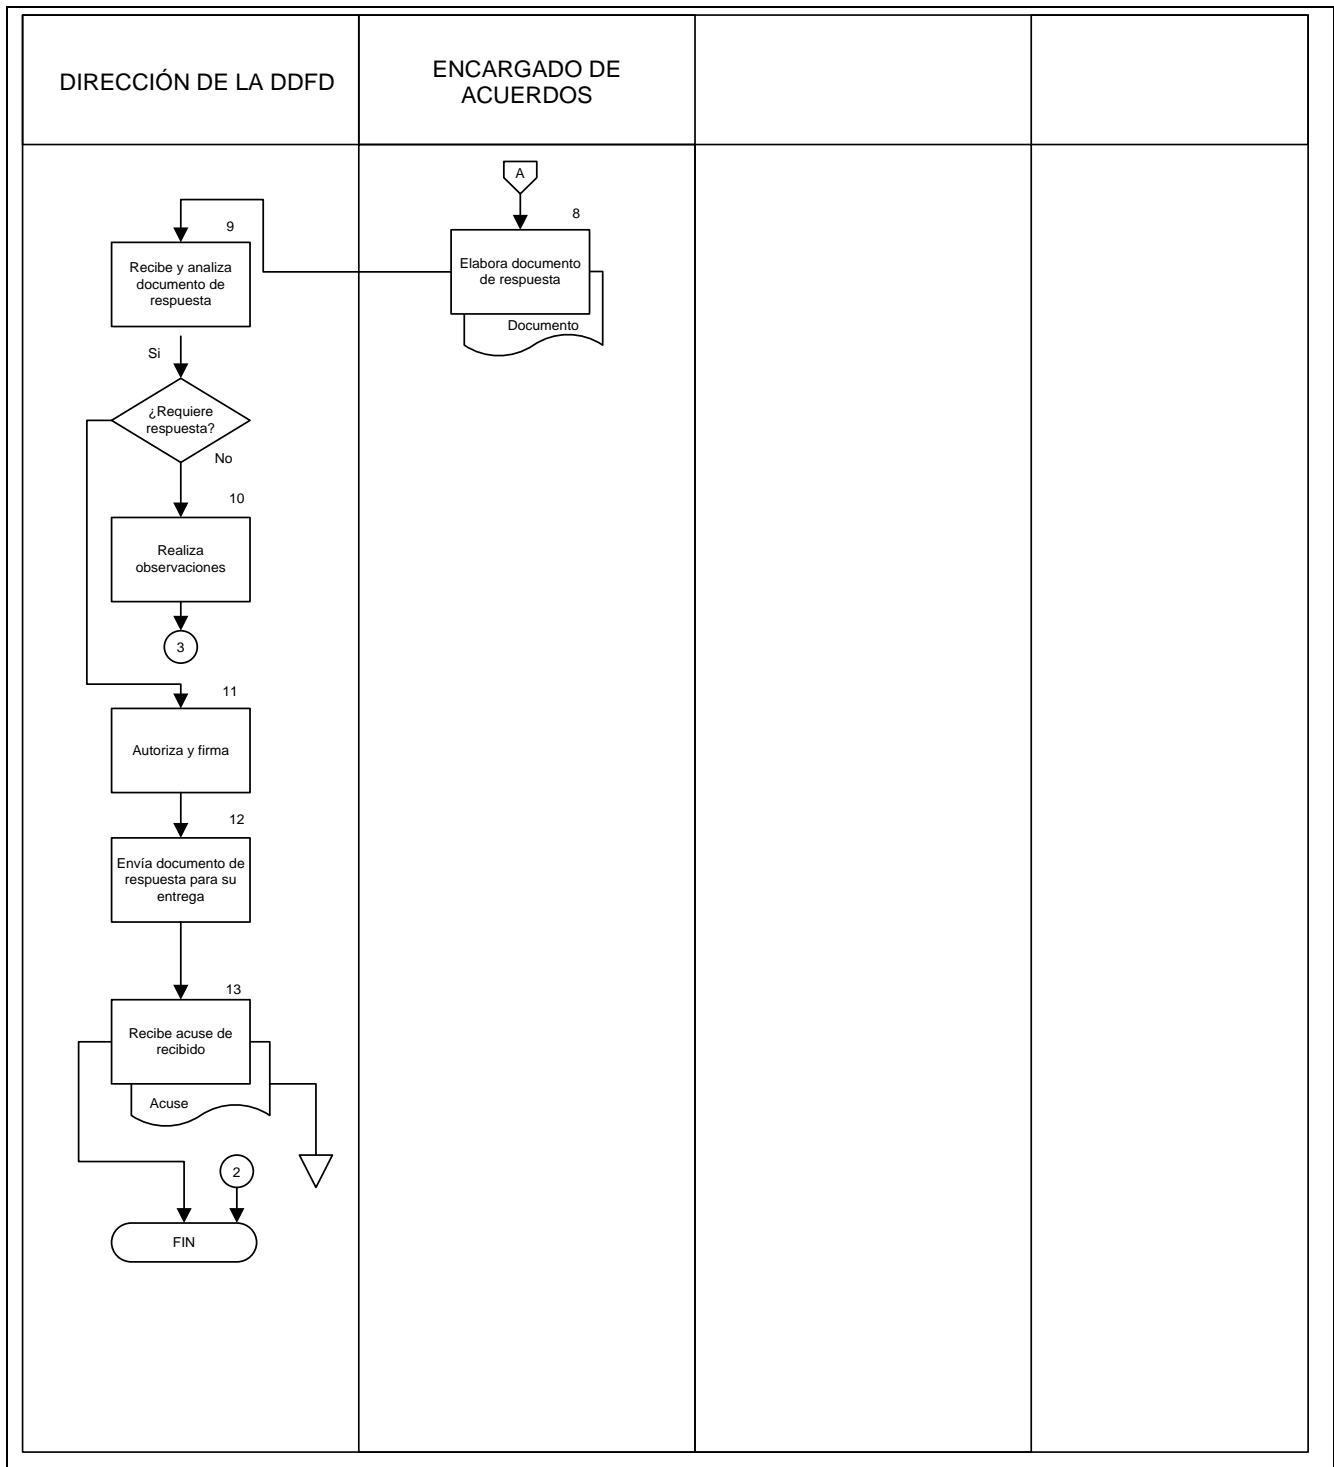 DIRECCIÓN DE LA DDFD
ENCARGADO DE
ACUERDOS
A
8
Elabora documento
de respuesta
Documento
9
Recibe y analiza
documento de
respuesta
Si
¿Requiere
respuesta?
No
10
Realiza
observaciones
3
11
Autoriza y firma
12
Envía documento de
respuesta para su
entrega
13
Recibe acuse de
recibido
Acuse
2
FIN